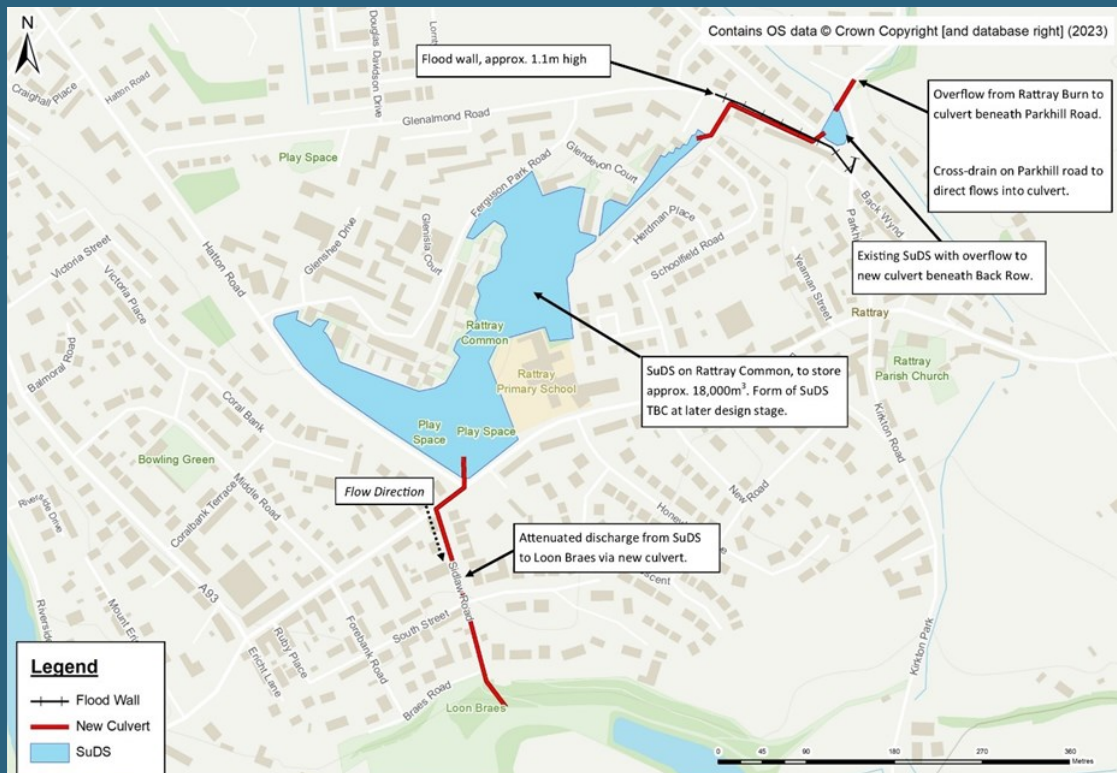 N
Contains OS data © Crown Copyright [and database right] (2023)
Flood wall, approx. 1.1m high
Overflow from Rattray Burn to
culvert beneath Parkhill Road.
Cross-drain on Parkhill road to
direct flows into culvert.
Existing SuDS with overflow to
new culvert beneath Back Row.
SuDS on Rattray Common, to store
approx. 18,000m³. Form of SuDS
TBC at later design stage.
Flow Direction
Attenuated discharge from SuDS
to Loon Braes via new culvert.
Craighall Place
Hatton Road
Douglas Davidson Drive
Glenalmond Road
Play Space
Ferguson Park Road
Glendevon Court
Glenisla Court
Glenshee Drive
Herdman Place
Schoolfield Road
Back Wynd
Yeaman Street
Rattray
Rattray
Parish Church
Kirkton Road
Kirkton Park
Hatton Road
Victoria Street
Victoria Place
Balmoral Road
Coral Bank
Bowling Green
Middle Road
Coralbank Terrace
Riverside Drive
Rattray
Common
Rattray
Primary School
Play
Space
Play Space
New Road
A93
Sidlaw Road
South Street
Forebank Road
Ruby Place
Ericht Lane
Braes Road
Loon Braes
Riverside
Legend
Flood Wall
New Culvert
SuDS
0 45 90 180 270 360
Metres